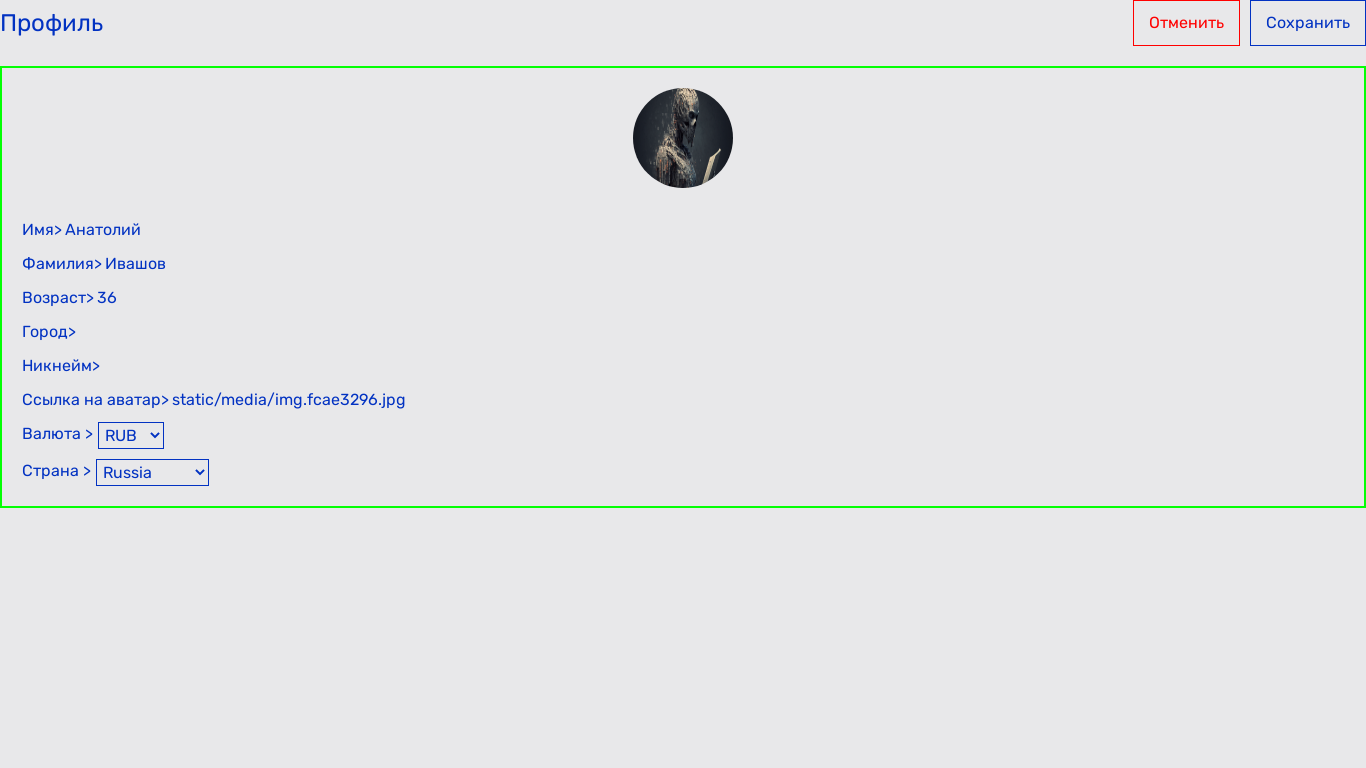 Профиль
Отменить
Сохранить
Имя> Анатолий
Фамилия> Ивашов
Возраст> 36
Город>
Никнейм>
Ссылка на аватар> static/media/img.fcae3296.jpg
Валюта > RUB
Страна > Russia